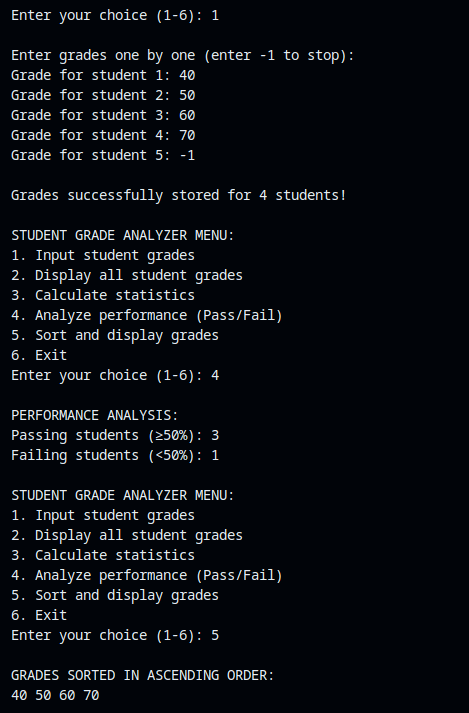 Enter your choice (1-6): 1
Enter grades one by one (enter -1 to stop):
Grade for student 1: 40
Grade for student 2: 50
Grade for student 3: 60
Grade for student 4: 70
Grade for student 5: -1
Grades successfully stored for 4 students!
STUDENT GRADE ANALYZER MENU:
1. Input student grades
2. Display all student grades
3. Calculate statistics
4. Analyze performance (Pass/Fail)
5. Sort and display grades
6. Exit
Enter your choice (1-6): 4
PERFORMANCE ANALYSIS:
Passing students (≥50%): 3
Failing students (<50%): 1
STUDENT GRADE ANALYZER MENU:
1. Input student grades
2. Display all student grades
3. Calculate statistics
4. Analyze performance (Pass/Fail)
5. Sort and display grades
6. Exit
Enter your choice (1-6): 5
GRADES SORTED IN ASCENDING ORDER:
40 50 60 70